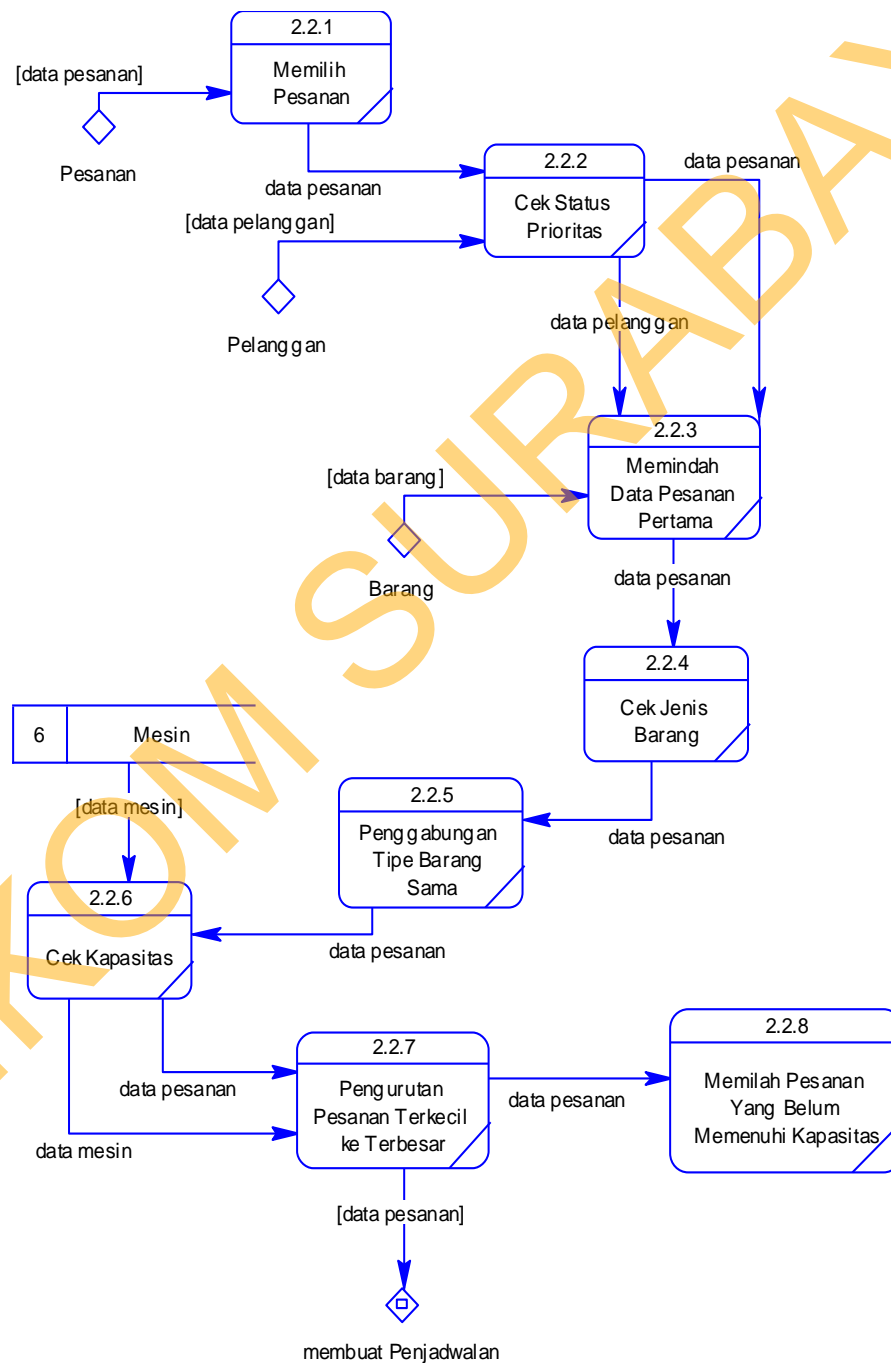 2.2.1
[data pesanan]
Memilih
Pesanan
Pesanan
data pesanan
2.2.2
data pesanan
Cek Status
Prioritas
[data pelanggan]
data pelanggan
Pelanggan
2.2.3
Memindah
Data Pesanan
Pertama
[data barang]
Barang
data pesanan
2.2.4
Cek Jenis
Barang
6 Mesin
[data mesin]
2.2.5
Penggabungan
Tipe Barang
Sama
data pesanan
2.2.6
Cek Kapasitas
data pesanan
2.2.7
Pengurutan
Pesanan Terkecil
ke Terbesar
data pesanan
data mesin
data pesanan
2.2.8
Memilah Pesanan
Yang Belum
Memenuhi Kapasitas
[data pesanan]
membuat Penjadwalan
KOM SURABAY